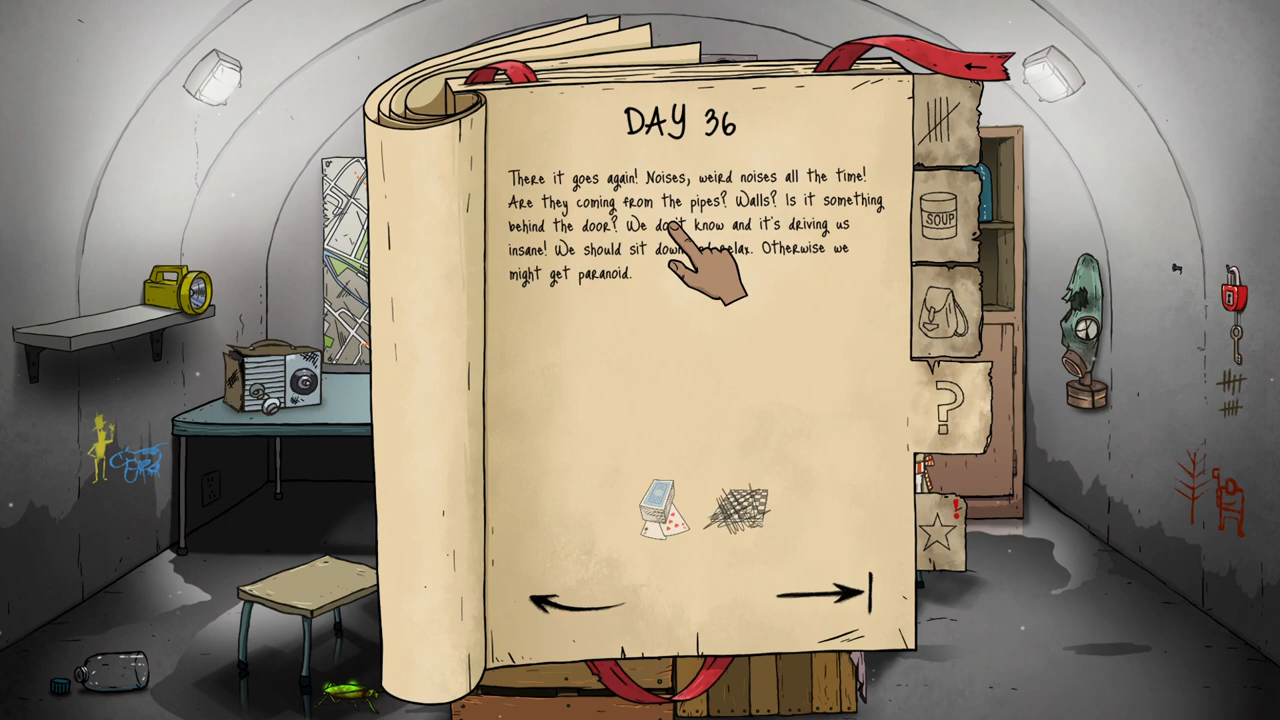 DAY 36
There it goes again! Noises, weird noises all the time!
Are they coming from the pipes? Walls? Is it something
behind the door? We don't know and it's driving us
insane! We should sit down and relax. Otherwise we
might get paranoid.
SOUP
?
!